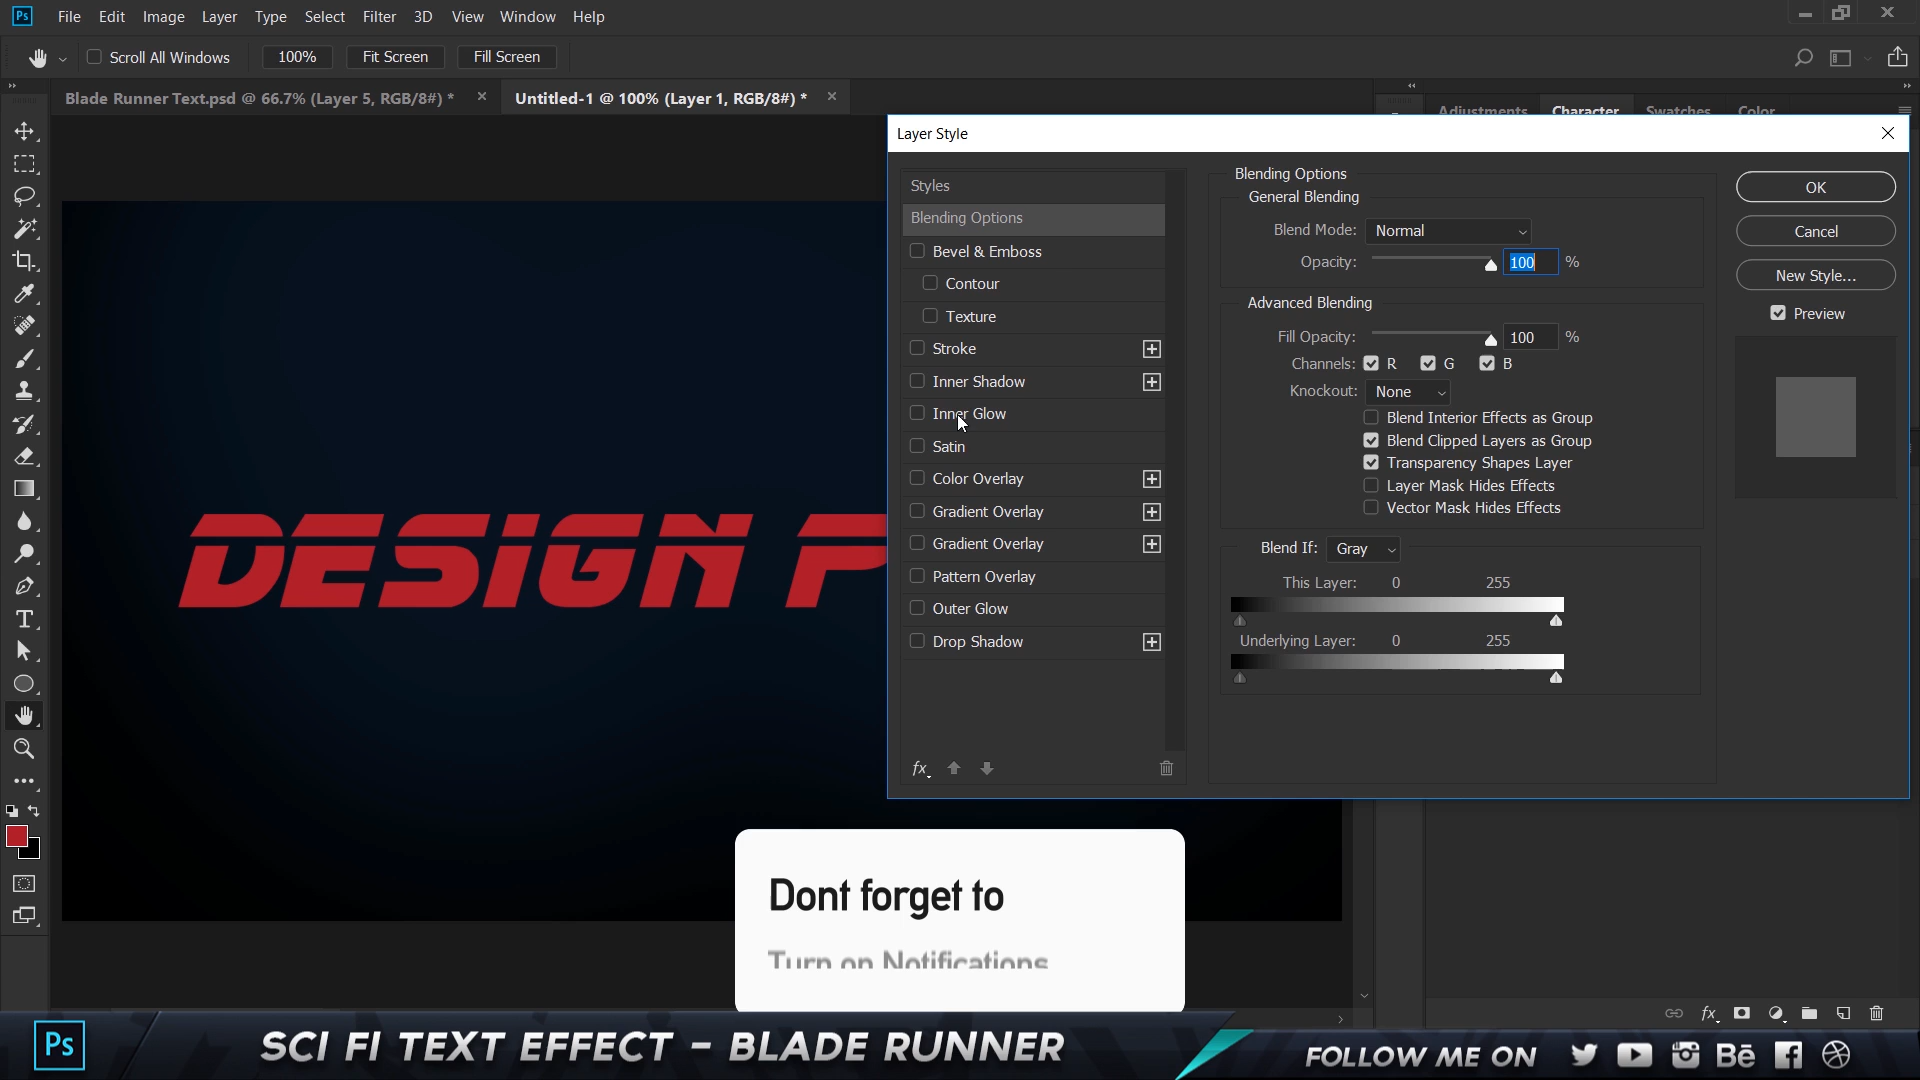 Ps File Edit Image Layer Type Select Filter 3D View Window Help
Scroll All Windows 100% Fit Screen Fill Screen
Blade Runner Text.psd @ 66.7% (Layer 5, RGB/8#) * Untitled-1 @ 100% (Layer 1, RGB/8#) *
Adjustments Character Swatches Color
Layer Style
Styles
Blending Options
Bevel & Emboss
Contour
Texture
Stroke
Inner Shadow
Inner Glow
Satin
Color Overlay
Gradient Overlay
Gradient Overlay
Pattern Overlay
Outer Glow
Drop Shadow
fx
Blending Options
General Blending
Blend Mode: Normal
Opacity: 100 %
Advanced Blending
Fill Opacity: 100 %
Channels: R G B
Knockout: None
Blend Interior Effects as Group
Blend Clipped Layers as Group
Transparency Shapes Layer
Layer Mask Hides Effects
Vector Mask Hides Effects
Blend If: Gray
This Layer: 0 255
Underlying Layer: 0 255
OK
Cancel
New Style...
Preview
DESiGN P
Dont forget to
Turn on Notifications
fx
Ps SCI FI TEXT EFFECT - BLADE RUNNER FOLLOW ME ON Bē